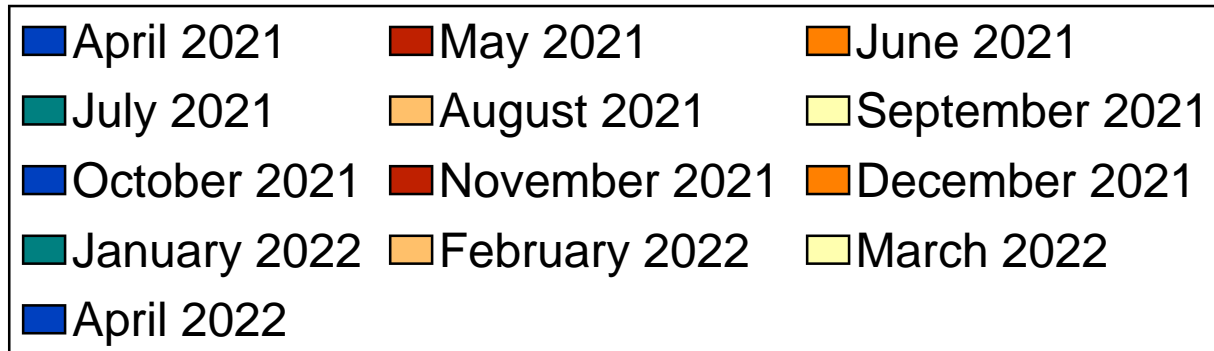 April 2021 May 2021 June 2021
July 2021 August 2021 September 2021
October 2021 November 2021 December 2021
January 2022 February 2022 March 2022
April 2022